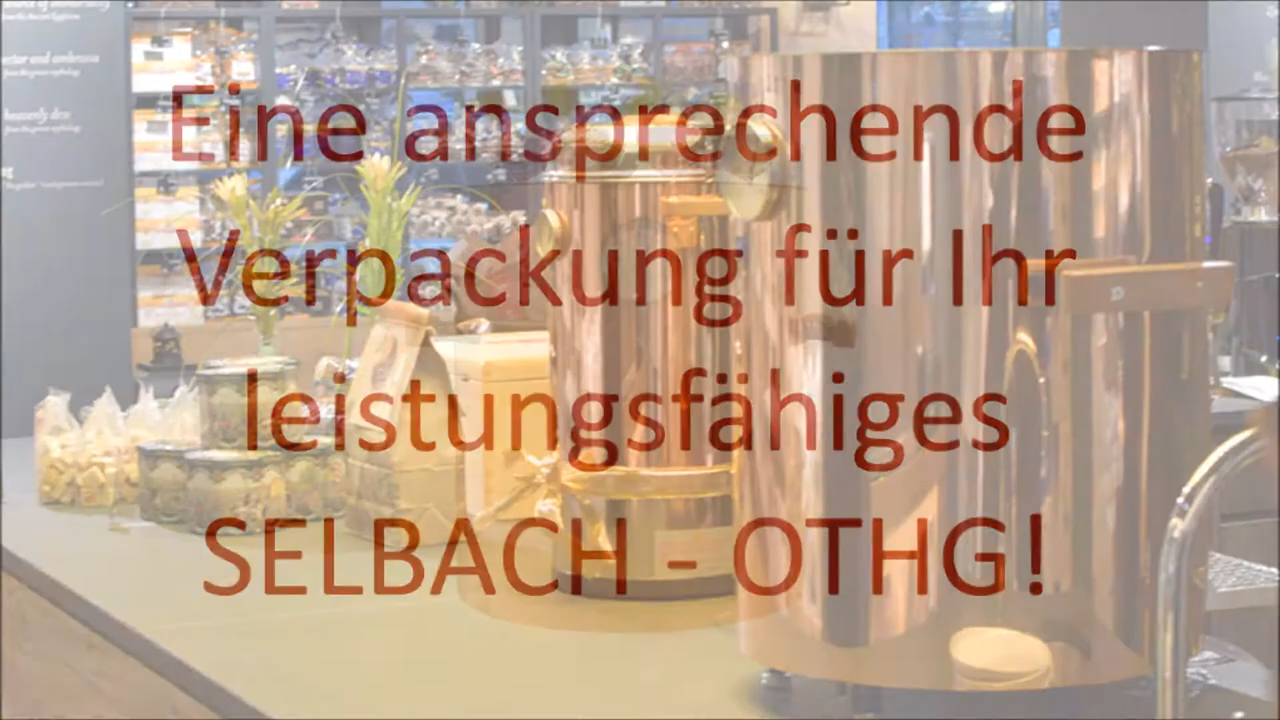 Eine ansprechende
Verpackung für Ihr
leistungsfähiges
SELBACH - OTHG!